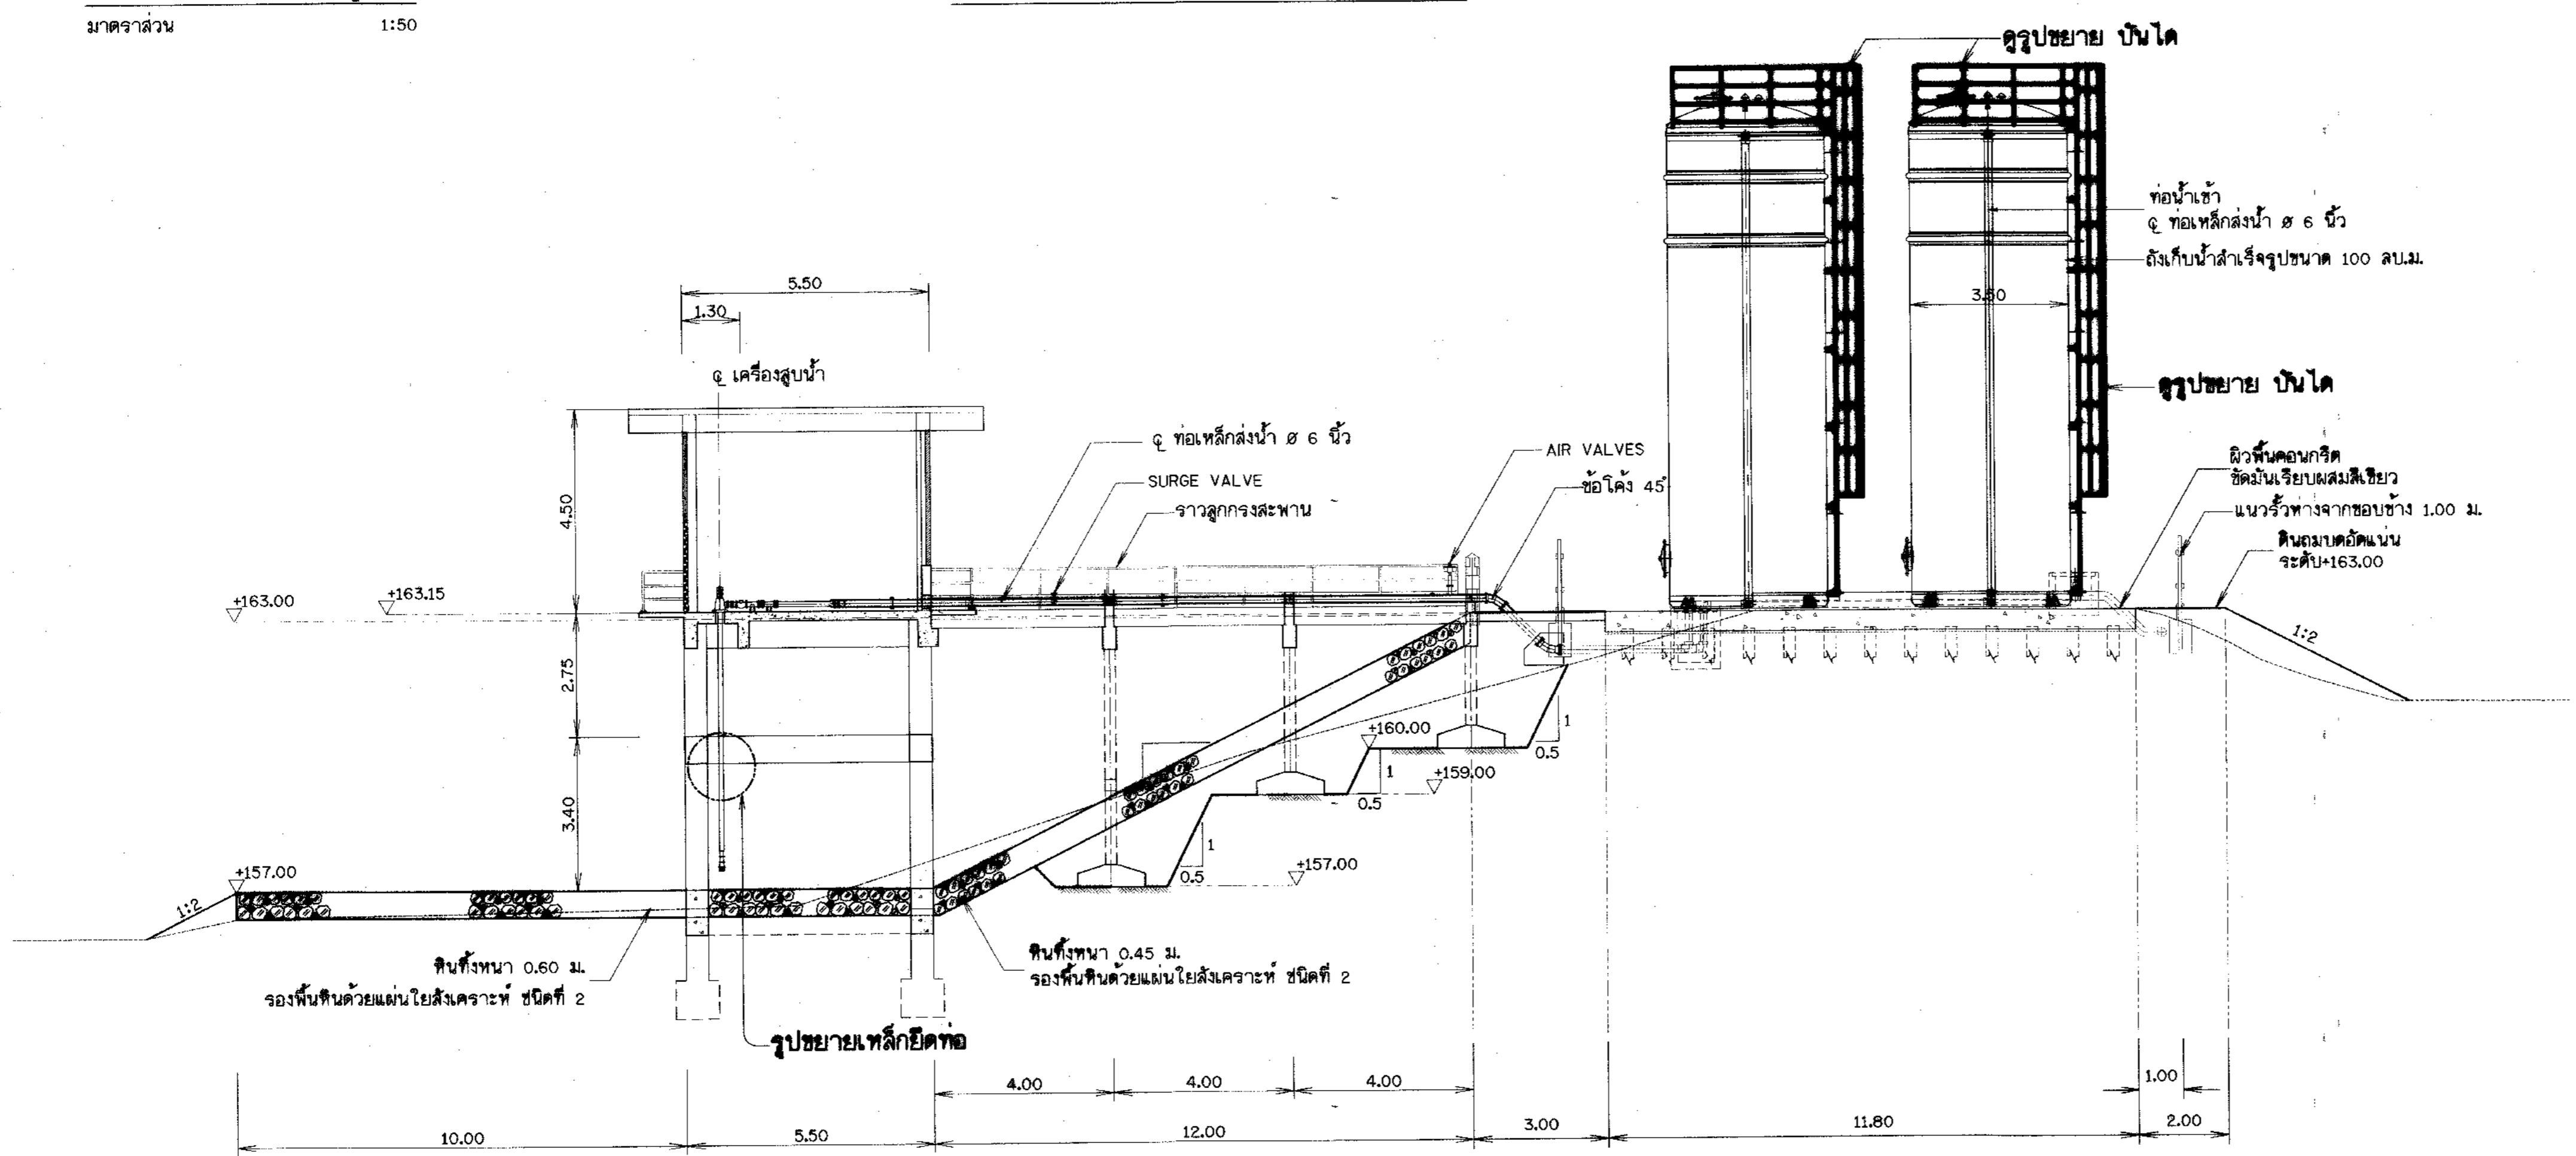 มาตราส่วน 1:50
ดูรูปขยาย บันได
ท่อน้ำเข้า
℄ ท่อเหล็กส่งน้ำ ø 6 นิ้ว
ถังเก็บน้ำสำเร็จรูปขนาด 100 ลบ.ม.
3.50
5.50
1.30
℄ เครื่องสูบน้ำ
ดูรูปขยาย บันได
℄ ท่อเหล็กส่งน้ำ ø 6 นิ้ว
SURGE VALVE
ราวลูกกรงสะพาน
AIR VALVES
ข้อโค้ง 45°
ผิวพื้นคอนกรีต
ขัดมันเรียบผสมสีเขียว
แนวรั้วห่างจากขอบข้าง 1.00 ม.
ดินถมบดอัดแน่น
ระดับ+163.00
4.50
+163.00
+163.15
1:2
2.75
3.40
+160.00
1
0.5
+159.00
1
0.5
1
0.5
+157.00
+157.00
1:2
หินทิ้งหนา 0.60 ม.
รองพื้นหินด้วยแผ่นใยสังเคราะห์ ชนิดที่ 2
หินทิ้งหนา 0.45 ม.
รองพื้นหินด้วยแผ่นใยสังเคราะห์ ชนิดที่ 2
รูปขยายเหล็กยึดท่อ
4.00 4.00 4.00
1.00
10.00 5.50 12.00 3.00 11.80 2.00